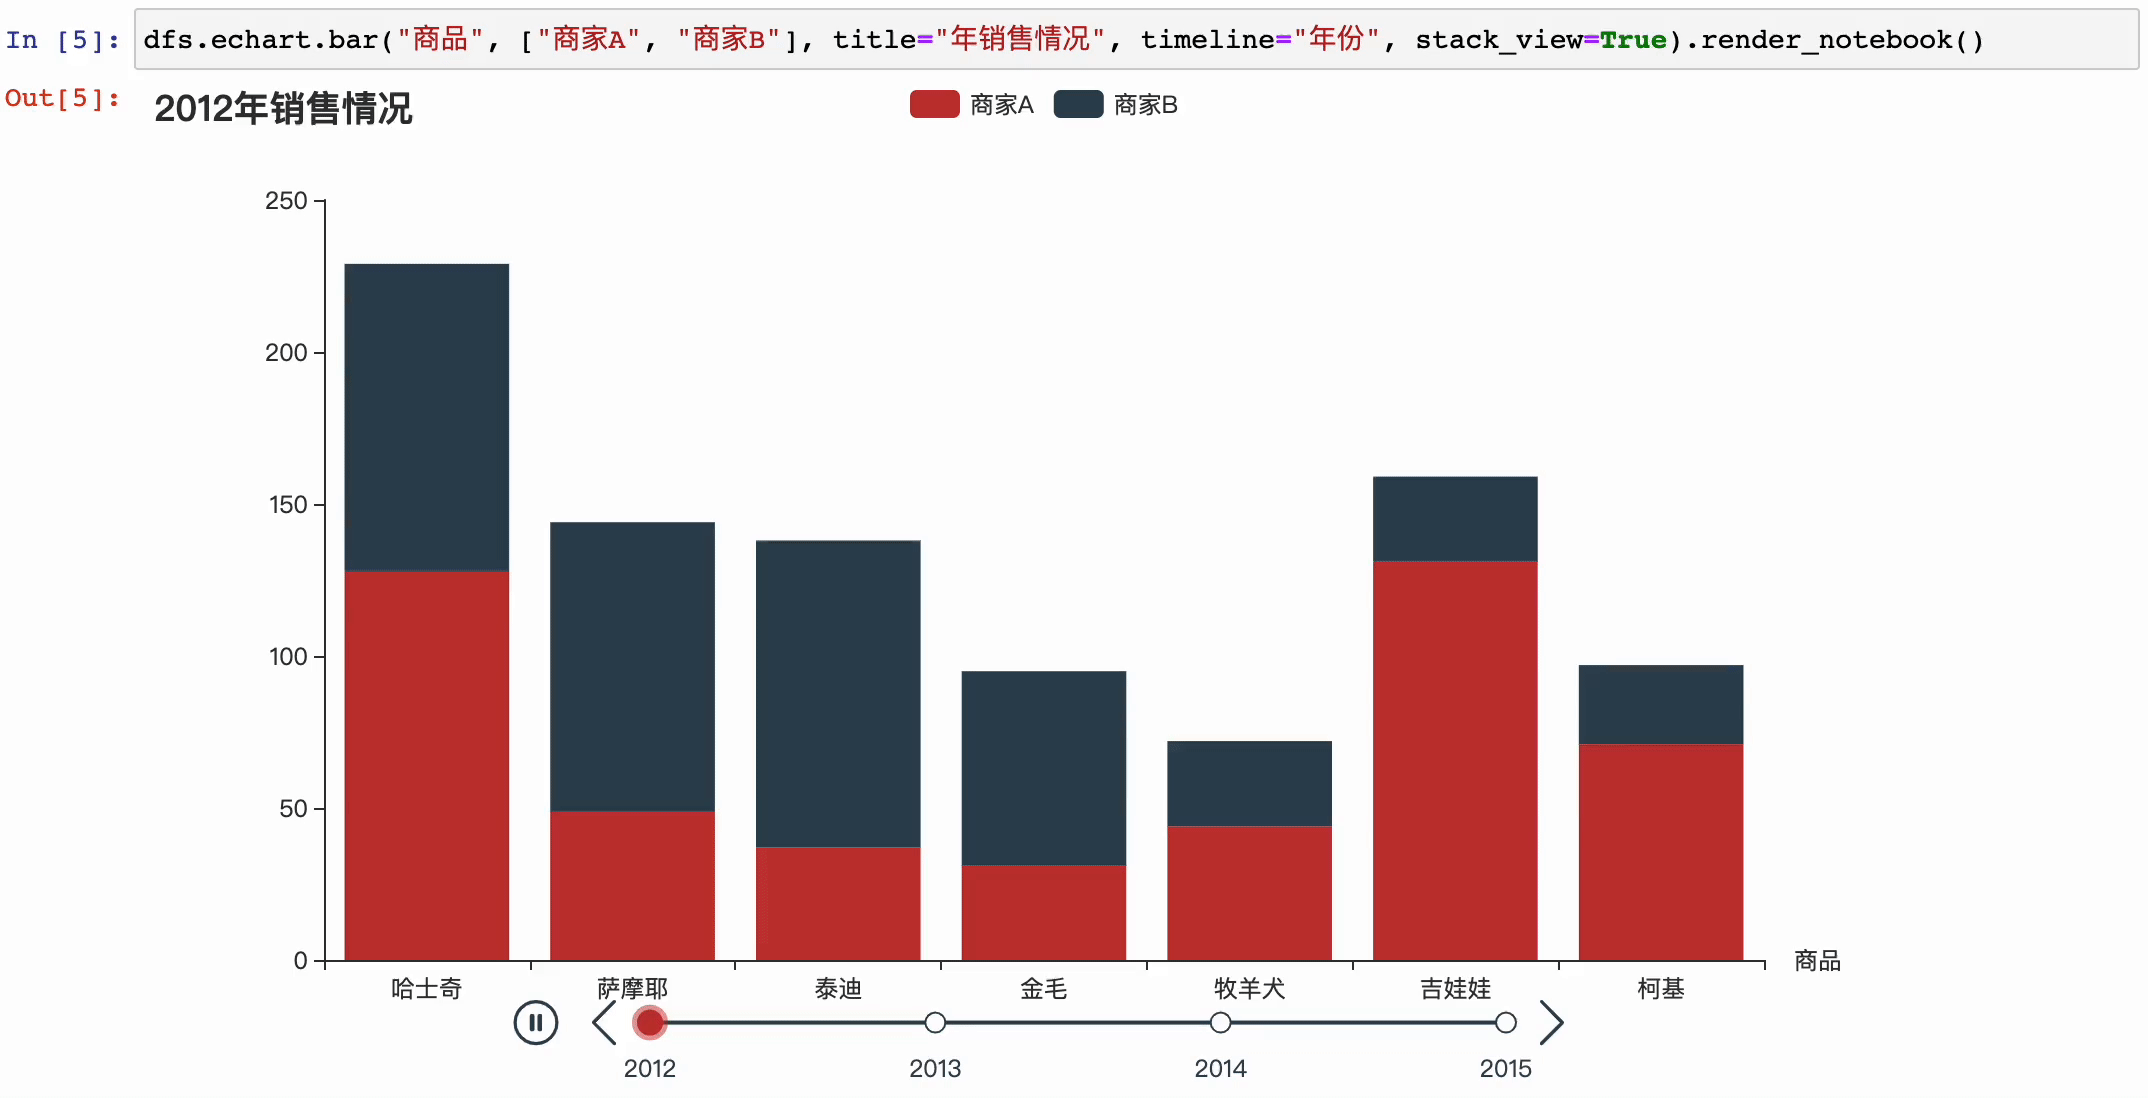 In [5]: dfs.echart.bar("商品", ["商家A", "商家B"], title="年销售情况", timeline="年份", stack_view=True).render_notebook()
Out[5]: 2012年销售情况
商家A 商家B
250
200
150
100
50
0
商品
哈士奇 萨摩耶 泰迪 金毛 牧羊犬 吉娃娃 柯基
2012 2013 2014 2015